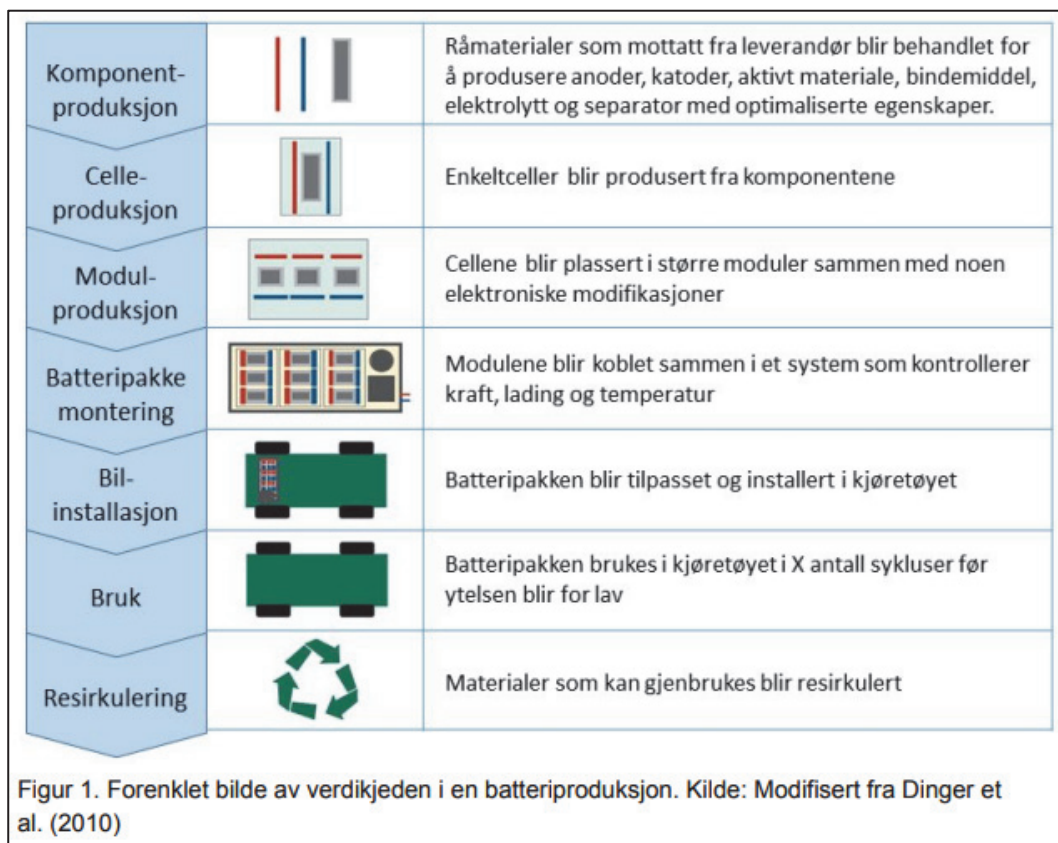 Komponent-
produksjon
Råmaterialer som mottatt fra leverandør blir behandlet for
å produsere anoder, katoder, aktivt materiale, bindemiddel,
elektrolytt og separator med optimaliserte egenskaper.
Celle-
produksjon
Enkeltceller blir produsert fra komponentene
Modul-
produksjon
Cellene blir plassert i større moduler sammen med noen
elektroniske modifikasjoner
Batteripakke
montering
Modulene blir koblet sammen i et system som kontrollerer
kraft, lading og temperatur
Bil-
installasjon
Batteripakken blir tilpasset og installert i kjøretøyet
Bruk
Batteripakken brukes i kjøretøyet i X antall sykluser før
ytelsen blir for lav
Resirkulering
Materialer som kan gjenbrukes blir resirkulert
Figur 1. Forenklet bilde av verdikjeden i en batteriproduksjon. Kilde: Modifisert fra Dinger et
al. (2010)